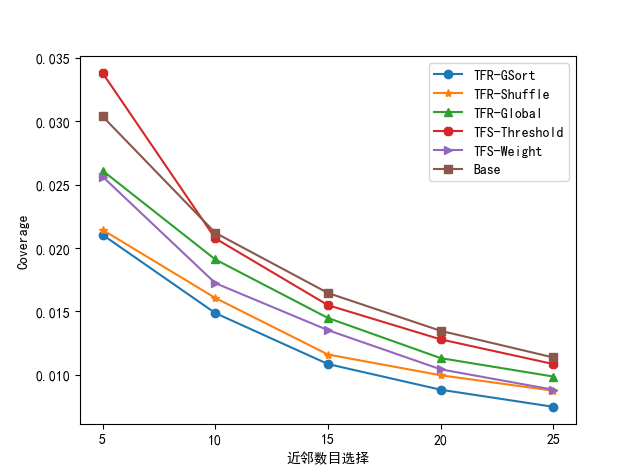 0.035
0.030
0.025
0.020
0.015
0.010
Coverage
TFR-GSort
TFR-Shuffle
TFR-Global
TFS-Threshold
TFS-Weight
Base
5 10 15 20 25
近邻数目选择